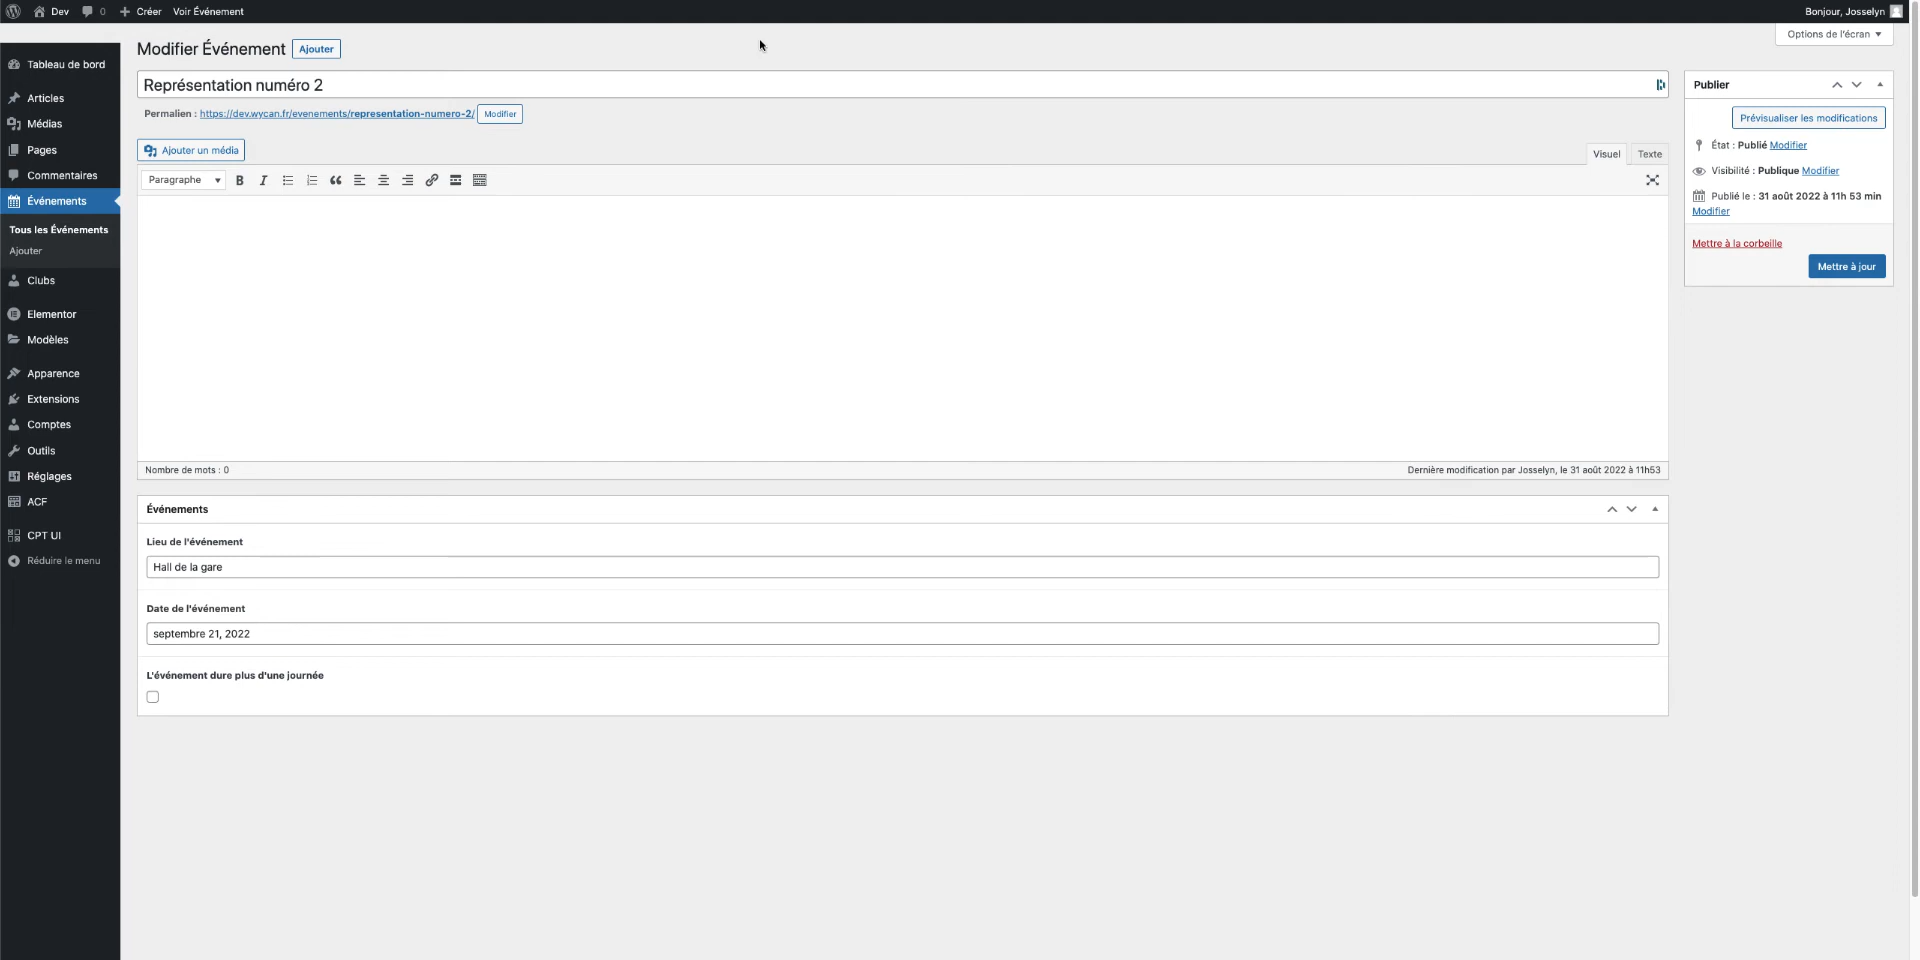 Dev 0 Créer Voir Événement Bonjour, Josselyn
Options de l'écran
Modifier Événement Ajouter
Tableau de bord
Articles
Médias
Pages
Commentaires
Événements
Tous les Événements
Ajouter
Clubs
Elementor
Modèles
Apparence
Extensions
Comptes
Outils
Réglages
ACF
CPT UI
Réduire le menu
Représentation numéro 2
Permalien : https://dev.wycan.fr/evenements/representation-numero-2/ Modifier
Ajouter un média
Visuel Texte
Paragraphe B I
Nombre de mots : 0 Dernière modification par Josselyn, le 31 août 2022 à 11h53
Événements
Lieu de l'événement
Hall de la gare
Date de l'événement
septembre 21, 2022
L'événement dure plus d'une journée
Publier
Prévisualiser les modifications
État : Publié Modifier
Visibilité : Publique Modifier
Publié le : 31 août 2022 à 11h 53 min
Modifier
Mettre à la corbeille
Mettre à jour